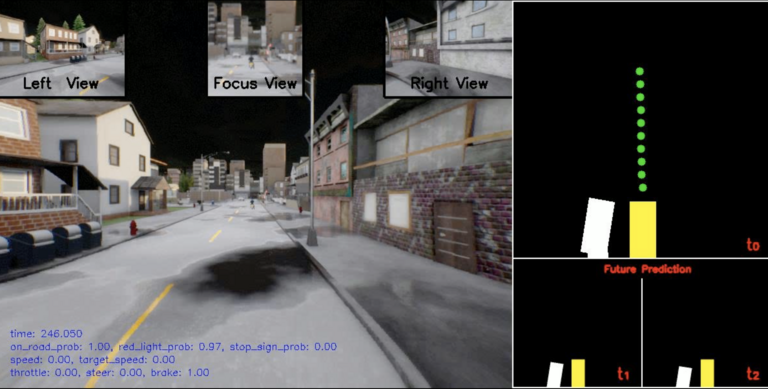 Left View
Focus View
Right View
time: 246.050
on_road_prob: 1.00, red_light_prob: 0.97, stop_sign_prob: 0.00
speed: 0.00, target_speed: 0.00
throttle: 0.00, steer: 0.00, brake: 1.00
t0
Future Prediction
t1
t2